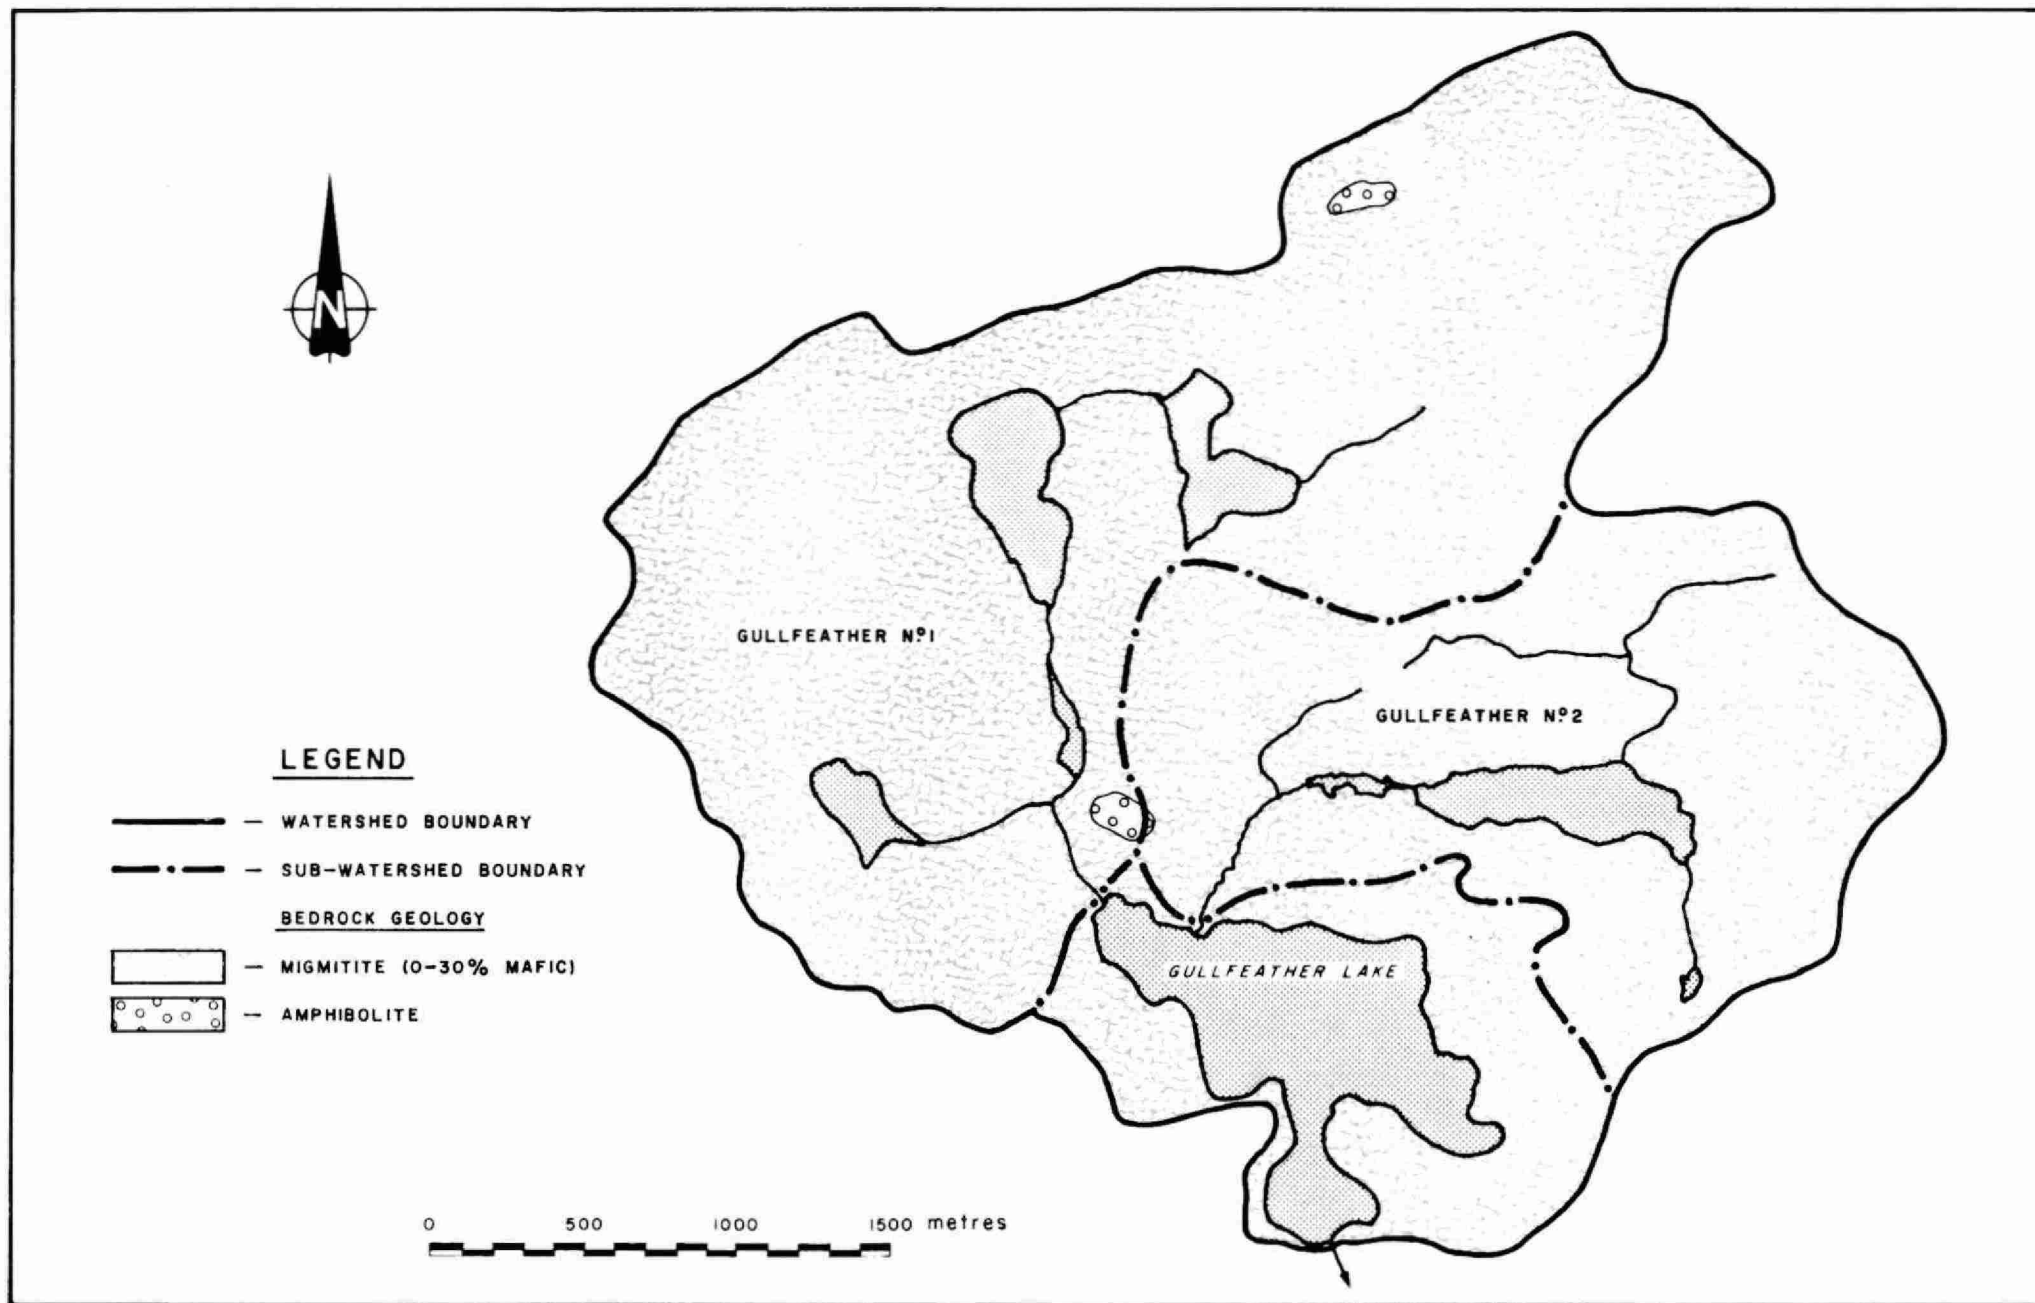 N
GULLFEATHER Nº1
GULLFEATHER Nº2
LEGEND
— WATERSHED BOUNDARY
— SUB-WATERSHED BOUNDARY
BEDROCK GEOLOGY
— MIGMITITE (0-30% MAFIC)
— AMPHIBOLITE
GULLFEATHER LAKE
0 500 1000 1500 metres